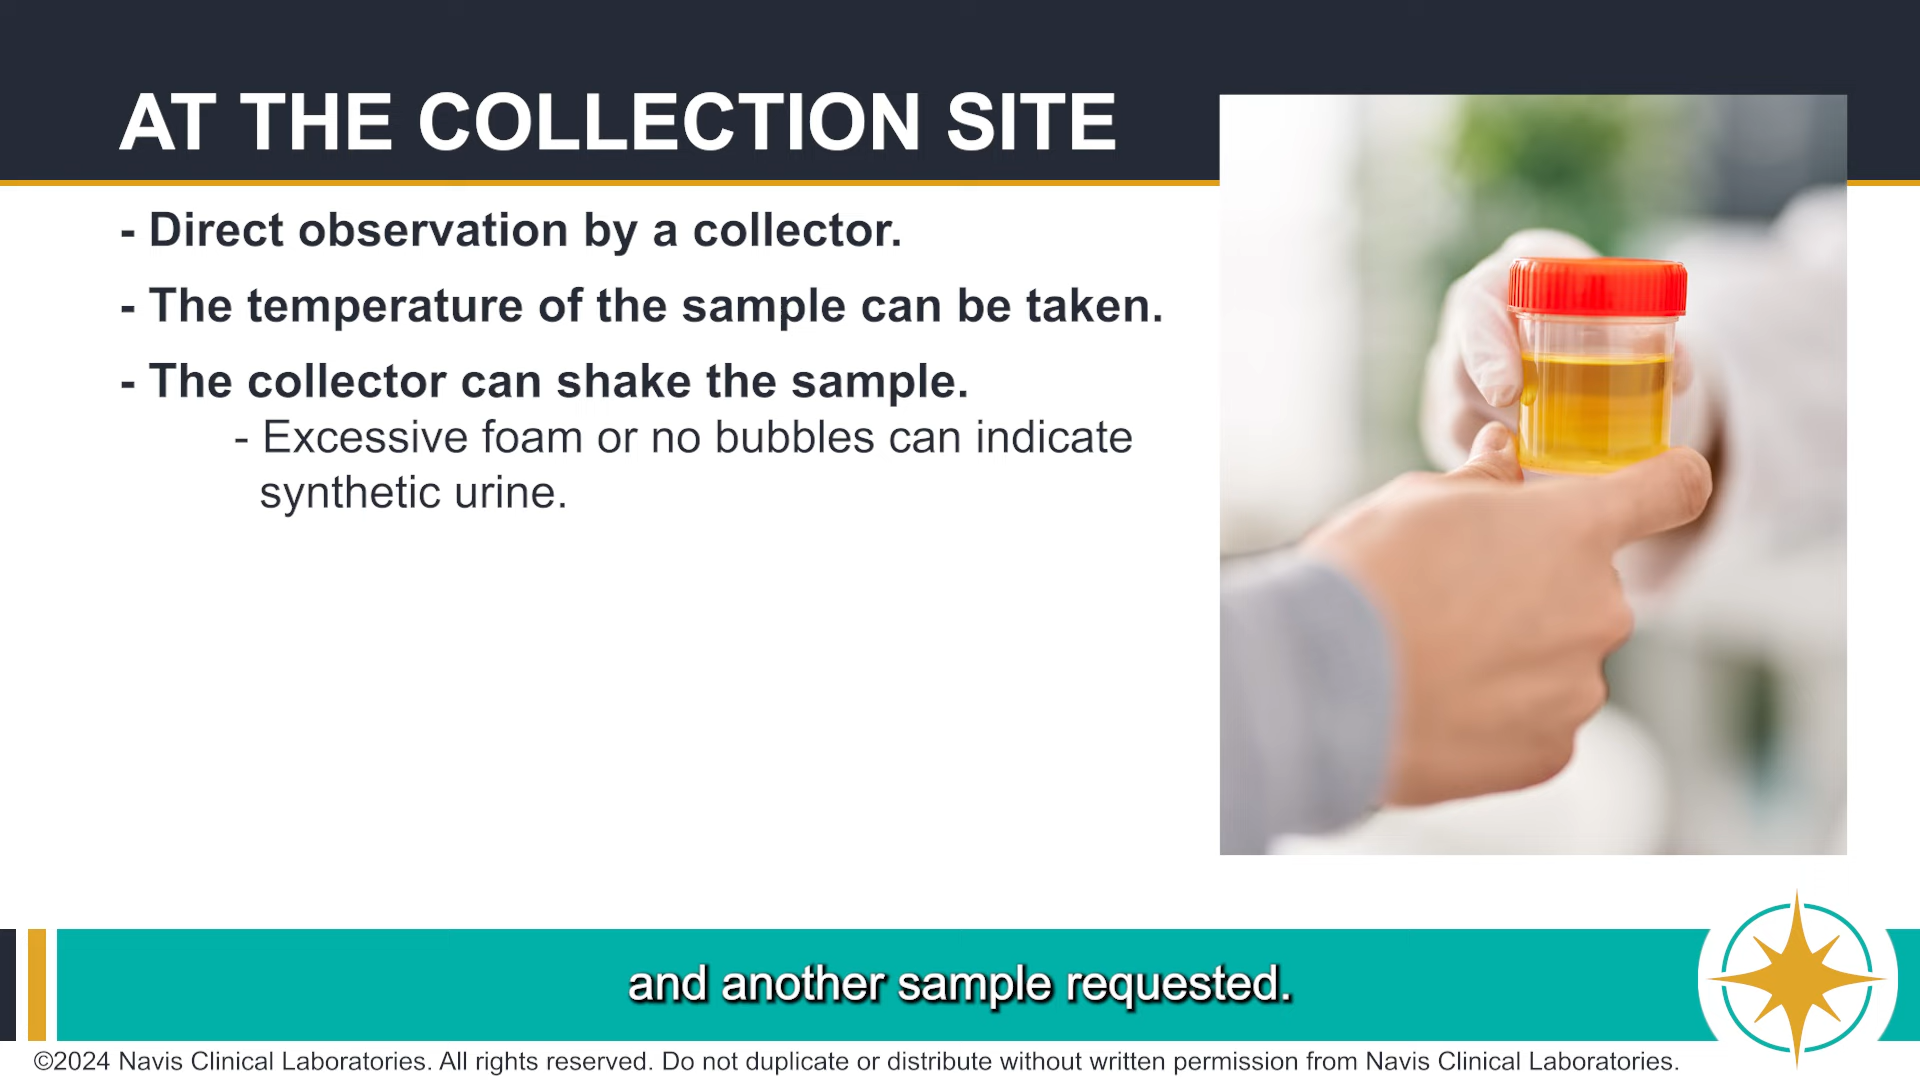 AT THE COLLECTION SITE
- Direct observation by a collector.
- The temperature of the sample can be taken.
- The collector can shake the sample.
- Excessive foam or no bubbles can indicate
synthetic urine.
and another sample requested.
©2024 Navis Clinical Laboratories. All rights reserved. Do not duplicate or distribute without written permission from Navis Clinical Laboratories.